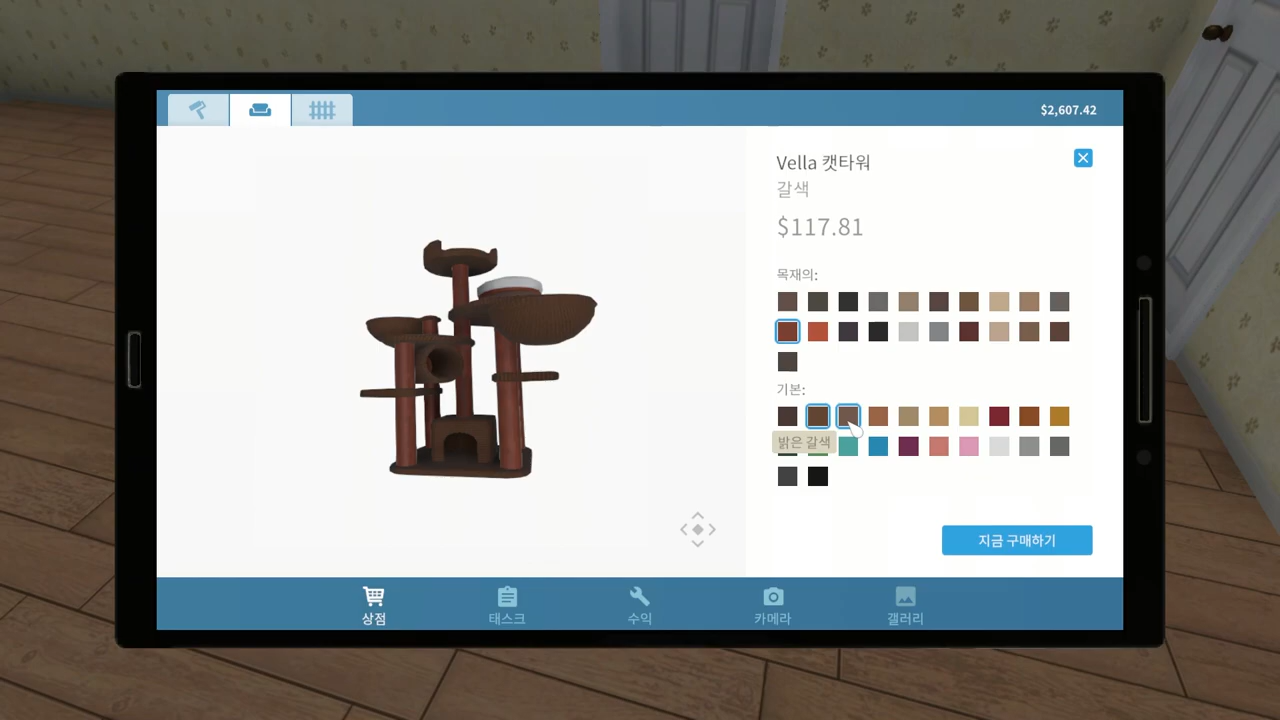 $2,607.42
Vella 캣타워
갈색
$117.81
목재의:
기본:
밝은 갈색
지금 구매하기
상점
태스크
수익
카메라
갤러리